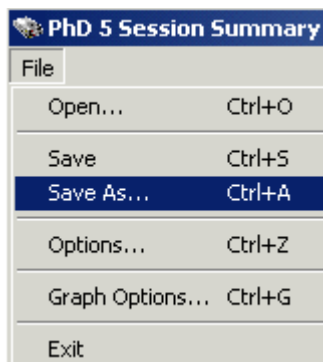 PhD 5 Session Summary
File
Open... Ctrl+O
Save Ctrl+S
Save As... Ctrl+A
Options... Ctrl+Z
Graph Options... Ctrl+G
Exit